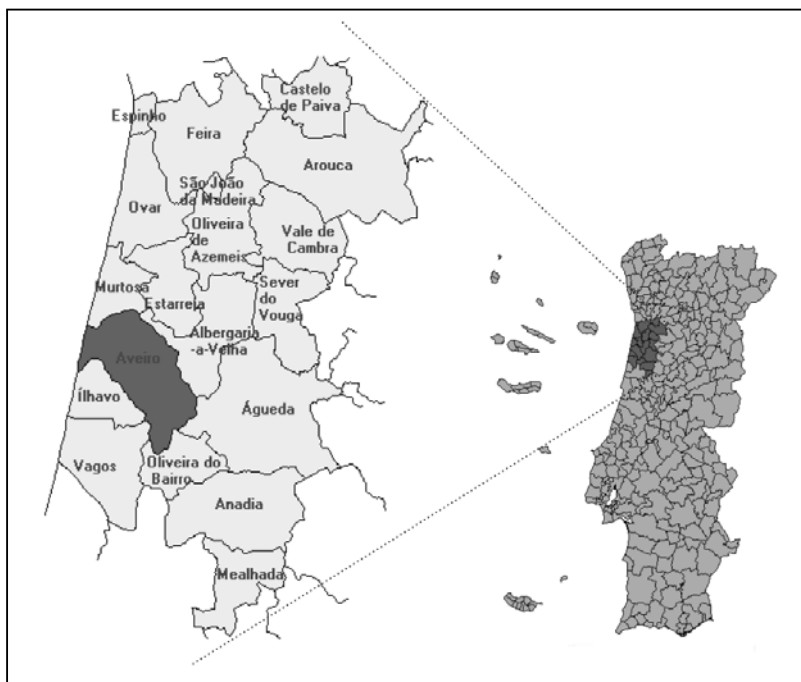 Castelo
de Paiva
Espinho
Feira
Arouca
São João
da Madeira
Ovar
Oliveira
de
Azemeis
Vale de
Cambra
Murtosa
Estarreja
Sever
do
Vouga
Albergaria
-a-Velha
Aveiro
Ílhavo
Águeda
Vagos
Oliveira do
Bairro
Anadia
Mealhada